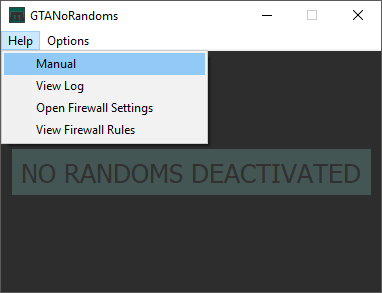 GTANoRandoms
Help Options
Manual
View Log
Open Firewall Settings
View Firewall Rules
NO RANDOMS DEACTIVATED